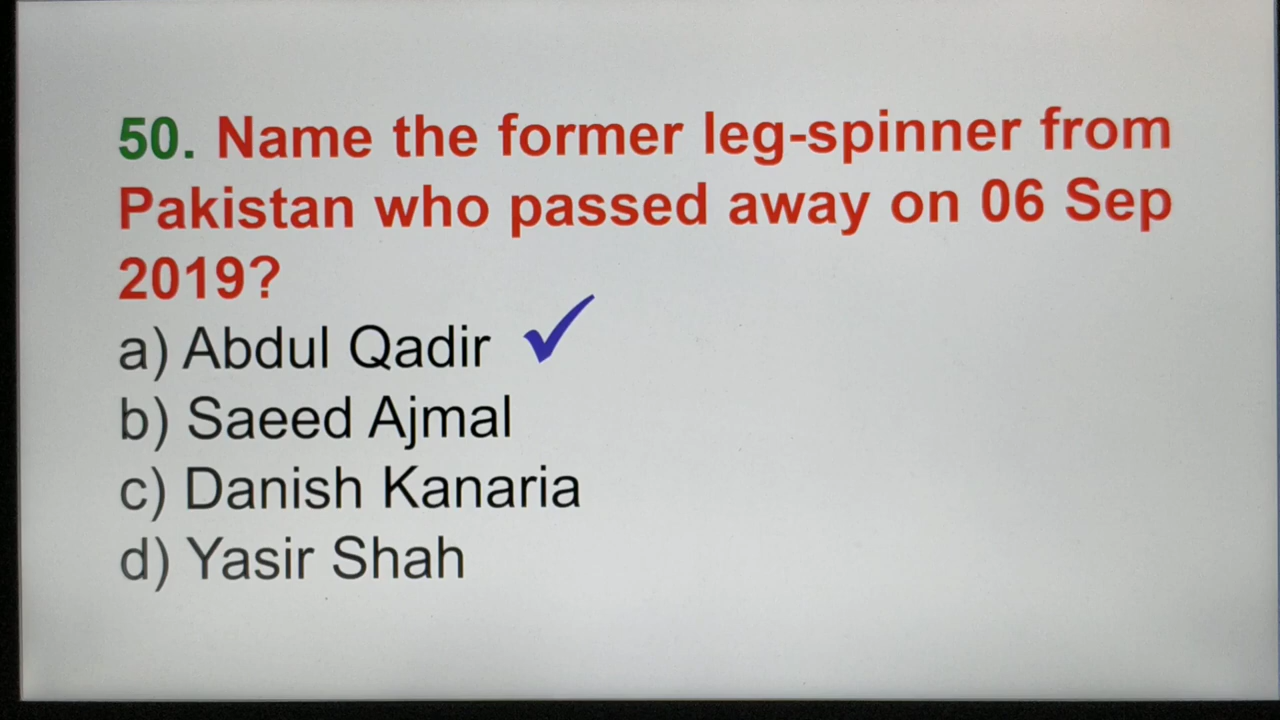 50. Name the former leg-spinner from
Pakistan who passed away on 06 Sep
2019?
a) Abdul Qadir ✓
b) Saeed Ajmal
c) Danish Kanaria
d) Yasir Shah